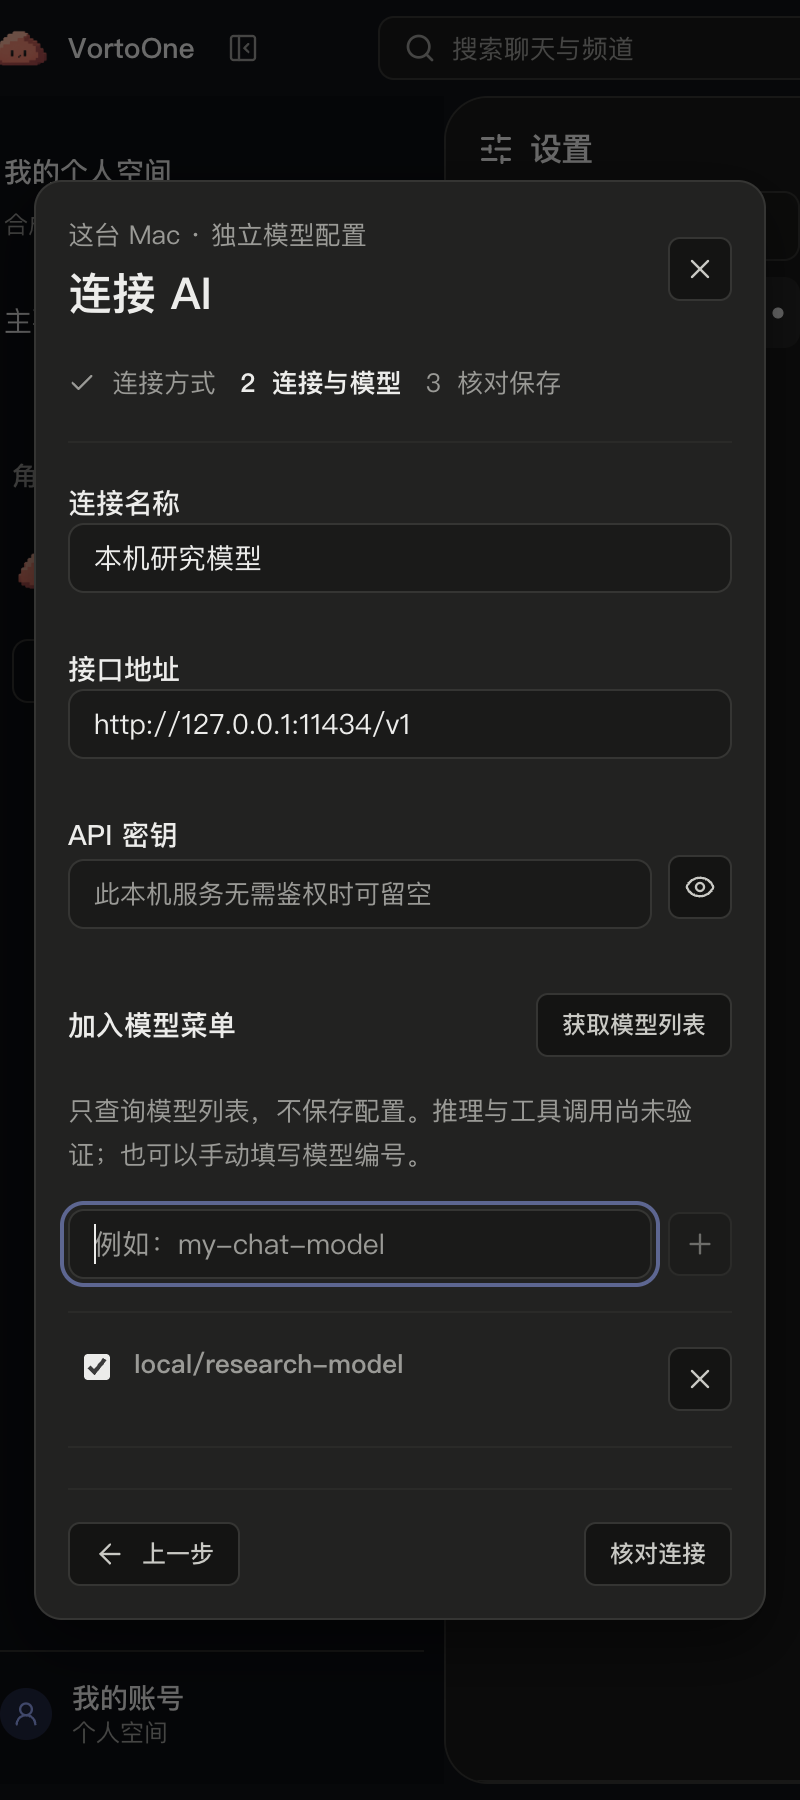 VortoOne
搜索聊天与频道
我的个人空间
设置
这台 Mac · 独立模型配置
连接 AI
连接方式 2 连接与模型 3 核对保存
连接名称
本机研究模型
接口地址
http://127.0.0.1:11434/v1
API 密钥
此本机服务无需鉴权时可留空
加入模型菜单
获取模型列表
只查询模型列表，不保存配置。推理与工具调用尚未验
证；也可以手动填写模型编号。
例如：my-chat-model
local/research-model
上一步
核对连接
我的账号
个人空间